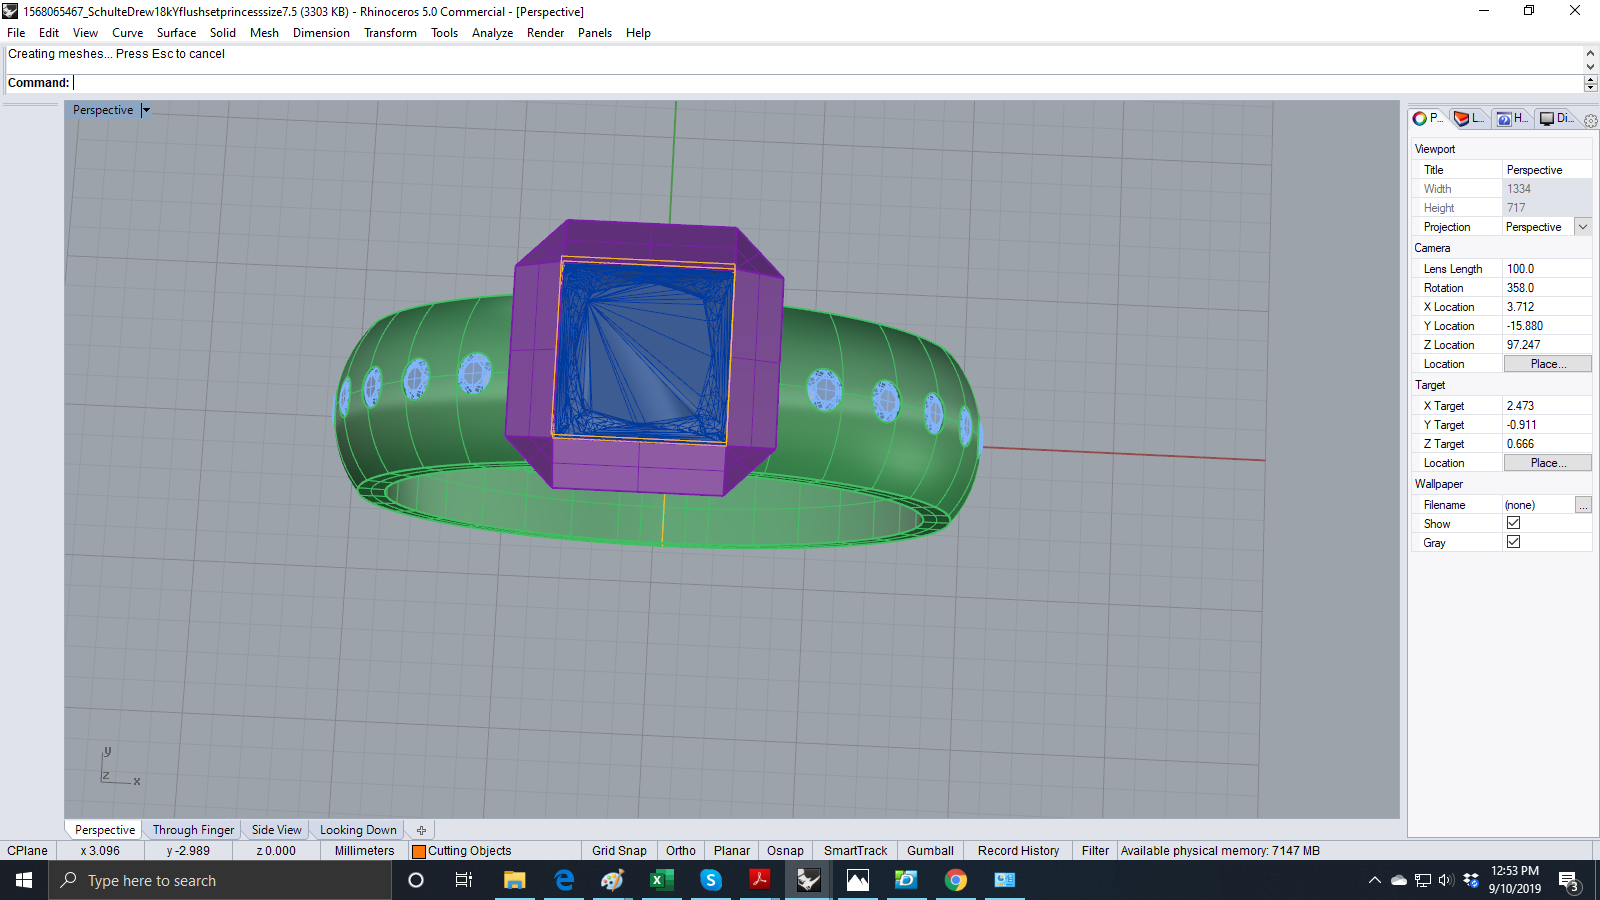 1568065467_SchulteDrew18kYflushsetprincesssize7.5 (3303 KB) - Rhinoceros 5.0 Commercial - [Perspective]
File Edit View Curve Surface Solid Mesh Dimension Transform Tools Analyze Render Panels Help
Creating meshes... Press Esc to cancel
Command:
Perspective
P... L... H... Di...
Viewport
Title Perspective
Width 1334
Height 717
Projection Perspective
Camera
Lens Length 100.0
Rotation 358.0
X Location 3.712
Y Location -15.880
Z Location 97.247
Location Place...
Target
X Target 2.473
Y Target -0.911
Z Target 0.666
Location Place...
Wallpaper
Filename (none) ...
Show
Gray
y
z x
Perspective Through Finger Side View Looking Down
CPlane x 3.096 y -2.989 z 0.000 Millimeters Cutting Objects Grid Snap Ortho Planar Osnap SmartTrack Gumball Record History Filter Available physical memory: 7147 MB
Type here to search
12:53 PM
9/10/2019
3